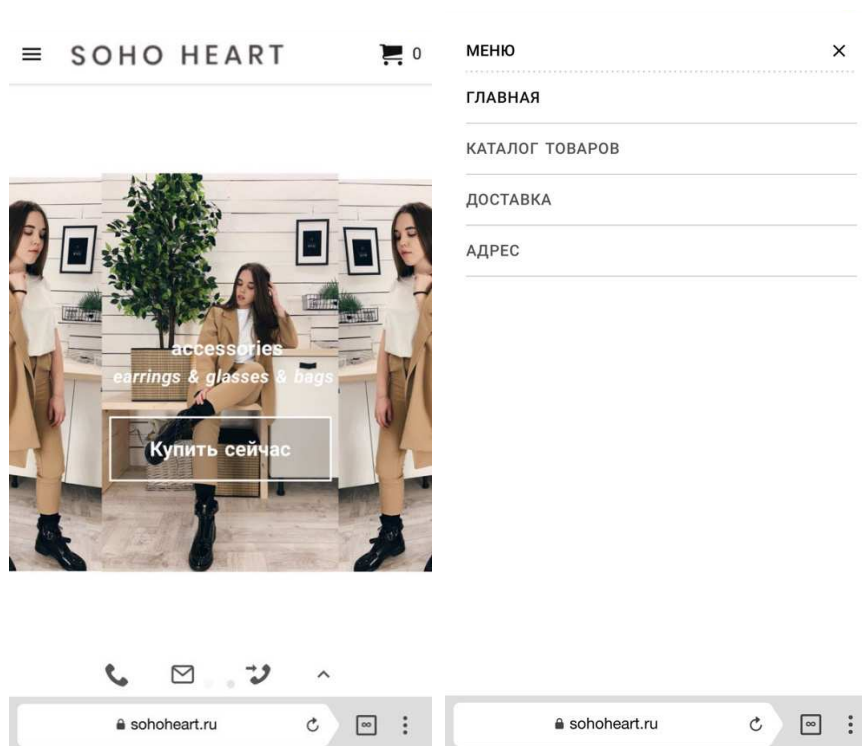 SOHO HEART
0
accessories
earrings & glasses & bags
Купить сейчас
sohoheart.ru
МЕНЮ
ГЛАВНАЯ
КАТАЛОГ ТОВАРОВ
ДОСТАВКА
АДРЕС
sohoheart.ru